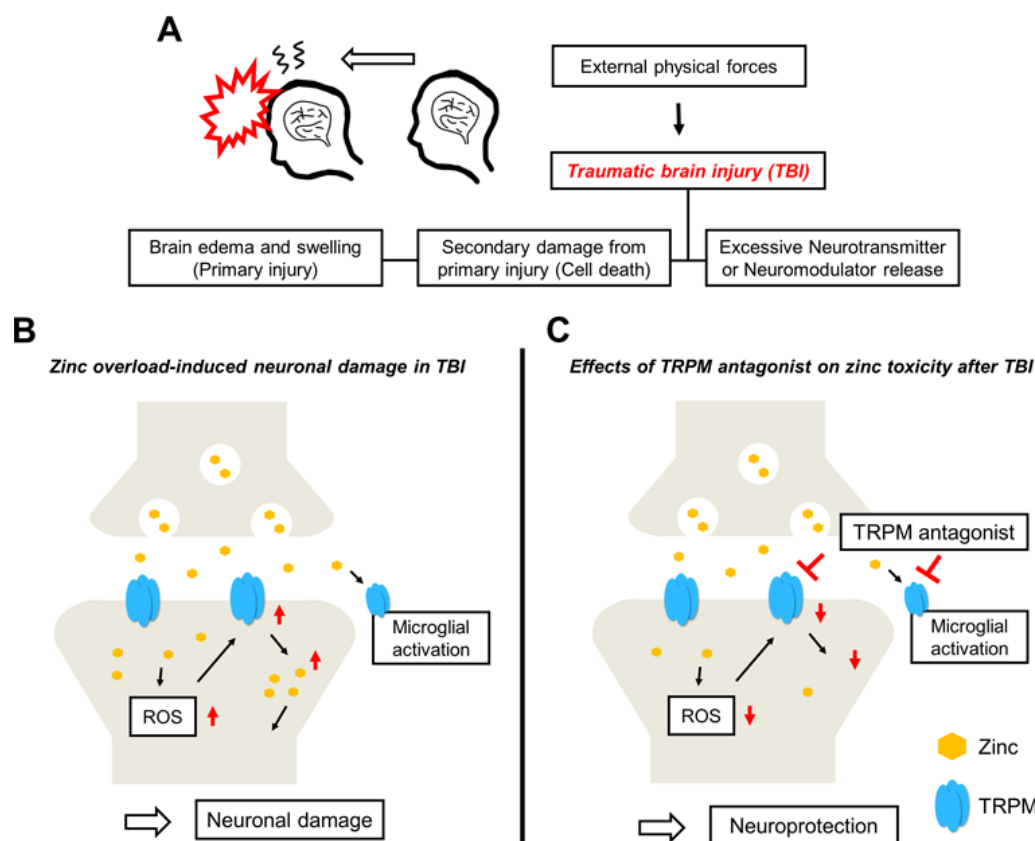 A
External physical forces
Traumatic brain injury (TBI)
Brain edema and swelling
(Primary injury)
Secondary damage from
primary injury (Cell death)
Excessive Neurotransmitter
or Neuromodulator release
B
Zinc overload-induced neuronal damage in TBI
Microglial
activation
ROS
Neuronal damage
C
Effects of TRPM antagonist on zinc toxicity after TBI
TRPM antagonist
Microglial
activation
ROS
Neuroprotection
Zinc
TRPM